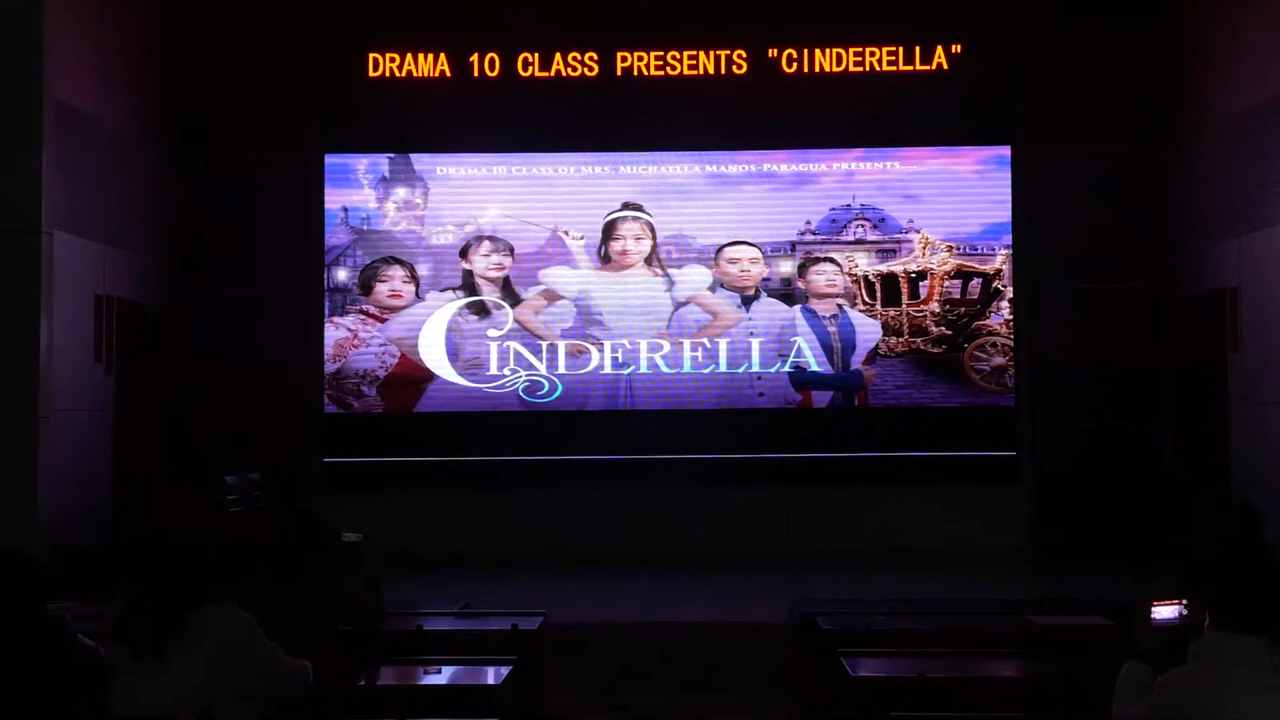 DRAMA 10 CLASS PRESENTS "CINDERELLA"
DRAMA 10 CLASS OF MRS. MICHAELLA MANOS-PARAGUA PRESENTS....
CINDERELLA